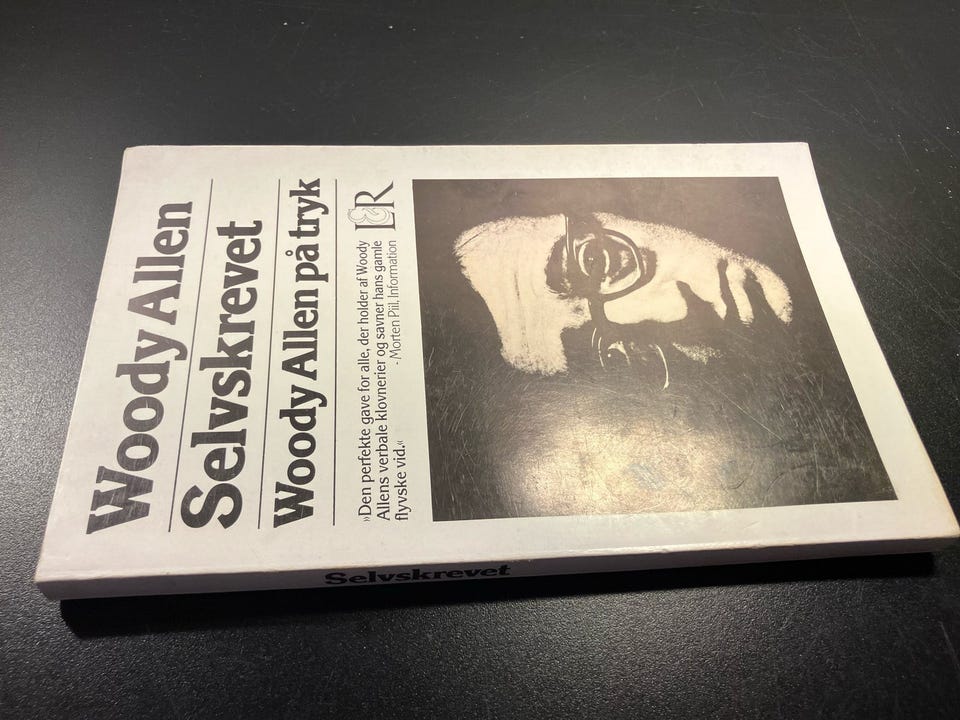 Woody Allen
Selvskrevet
Woody Allen på tryk
»Den perfekte gave for alle, der holder af Woody
Allens verbale klovnerier og savner hans gamle
flyvske vid.«
- Morten Piil, Information
L&R
Selvskrevet